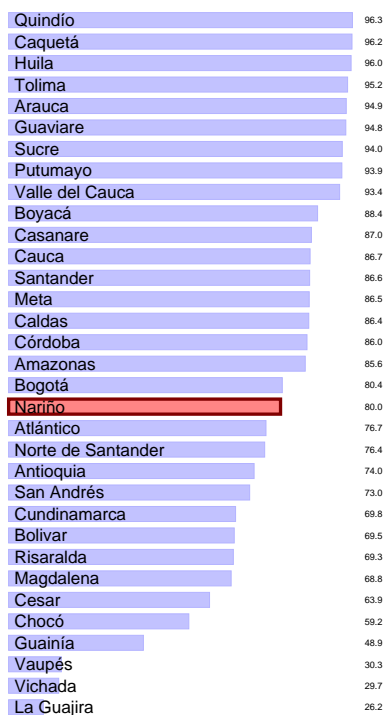 Quindío 96.3
Caquetá 96.2
Huila 96.0
Tolima 95.2
Arauca 94.9
Guaviare 94.8
Sucre 94.0
Putumayo 93.9
Valle del Cauca 93.4
Boyacá 88.4
Casanare 87.0
Cauca 86.7
Santander 86.6
Meta 86.5
Caldas 86.4
Córdoba 86.0
Amazonas 85.6
Bogotá 80.4
Nariño 80.0
Atlántico 76.7
Norte de Santander 76.4
Antioquia 74.0
San Andrés 73.0
Cundinamarca 69.8
Bolivar 69.5
Risaralda 69.3
Magdalena 68.8
Cesar 63.9
Chocó 59.2
Guainía 48.9
Vaupés 30.3
Vichada 29.7
La Guajira 26.2